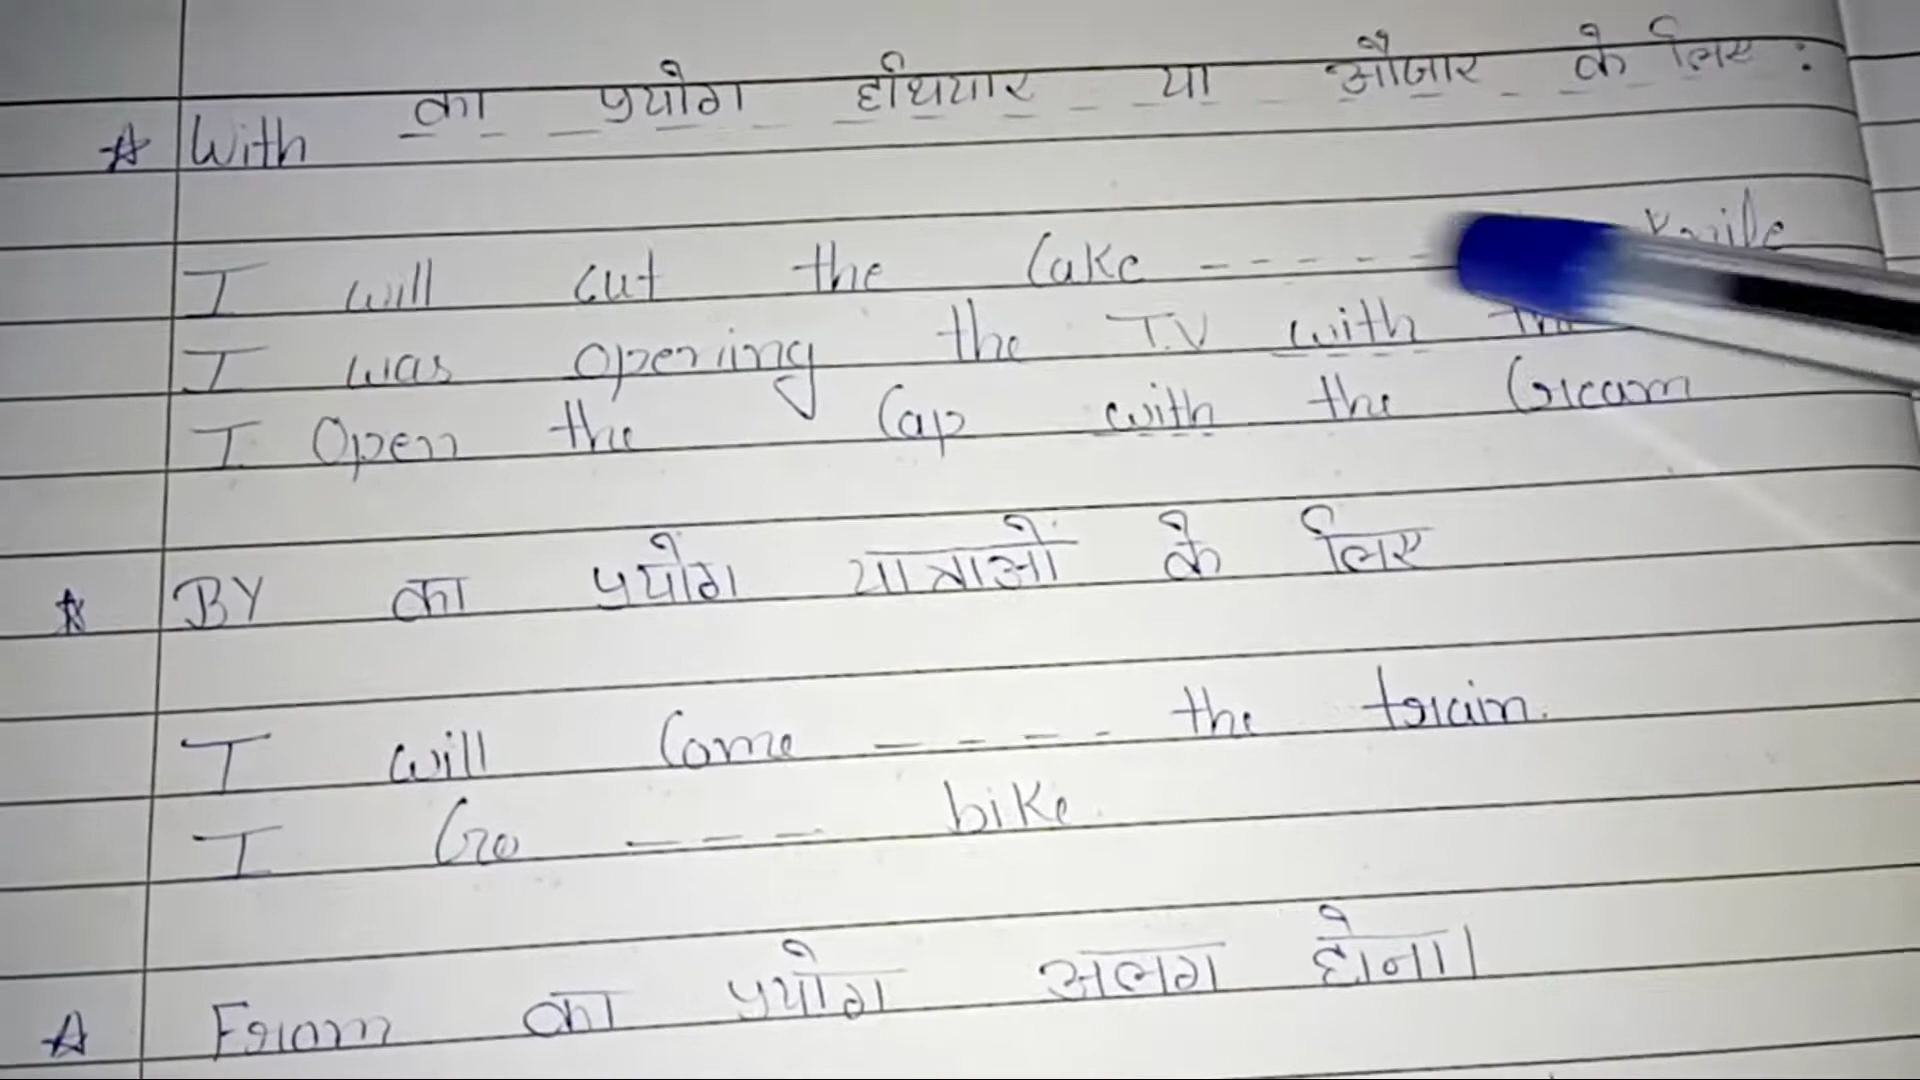 ☆ With का प्रयोग हथियार या औजार के लिए :
I will cut the Cake ------ Knife
I was opening the T.V with the
I Open the Cap with the Gream
☆ BY का प्रयोग यात्राओं के लिए
I will Come ---- the train.
I Go --- bike.
☆ From का प्रयोग अलग होना।